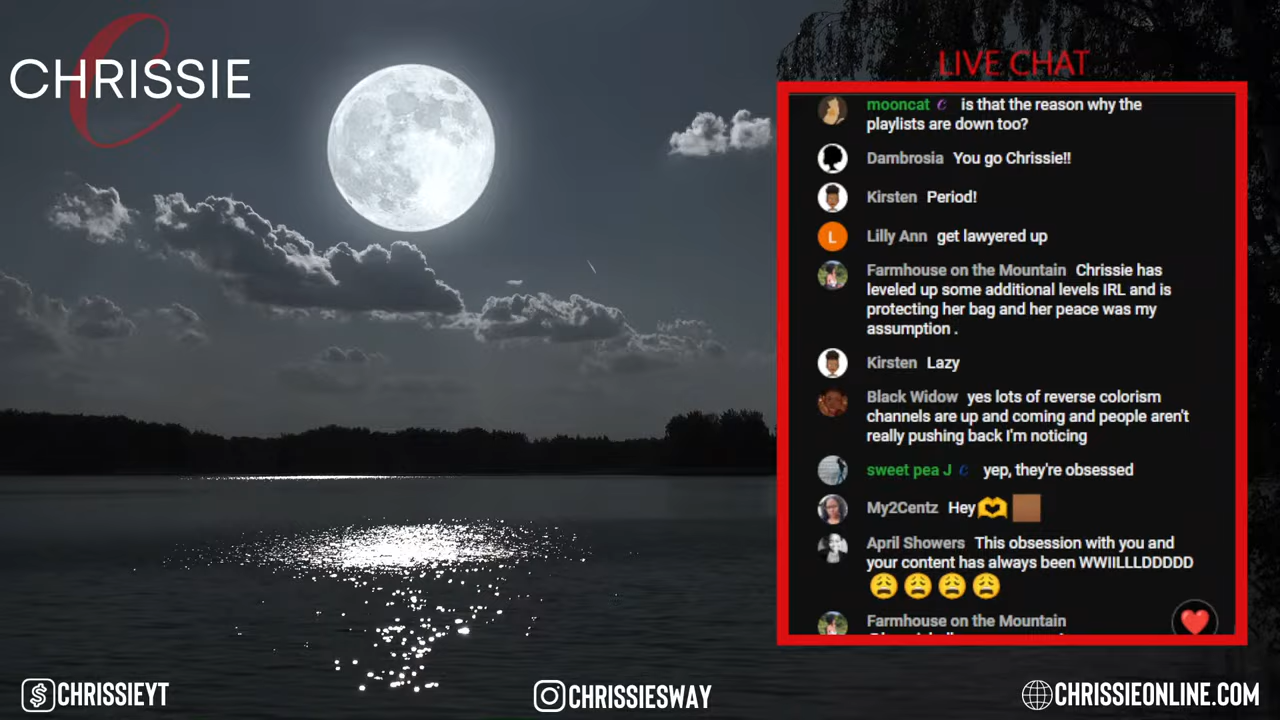 CHRISSIE
LIVE CHAT
mooncat is that the reason why the
playlists are down too?
Dambrosia You go Chrissie!!
Kirsten Period!
L
Lilly Ann get lawyered up
Farmhouse on the Mountain Chrissie has
leveled up some additional levels IRL and is
protecting her bag and her peace was my
assumption .
Kirsten Lazy
Black Widow yes lots of reverse colorism
channels are up and coming and people aren't
really pushing back I'm noticing
sweet pea J yep, they're obsessed
My2Centz Hey
April Showers This obsession with you and
your content has always been WWIILLLDDDDD
Farmhouse on the Mountain
$ CHRISSIEYT
CHRISSIESWAY
CHRISSIEONLINE.COM